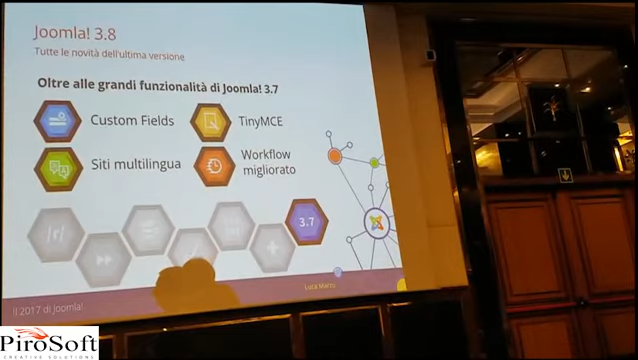 Joomla! 3.8
Tutte le novità dell'ultima versione
Oltre alle grandi funzionalità di Joomla! 3.7
Custom Fields
TinyMCE
Siti multilingua
Workflow
migliorato
3.7
Il 2017 di Joomla!
Luca Marzo
PiroSoft
CREATIVE SOLUTIONS